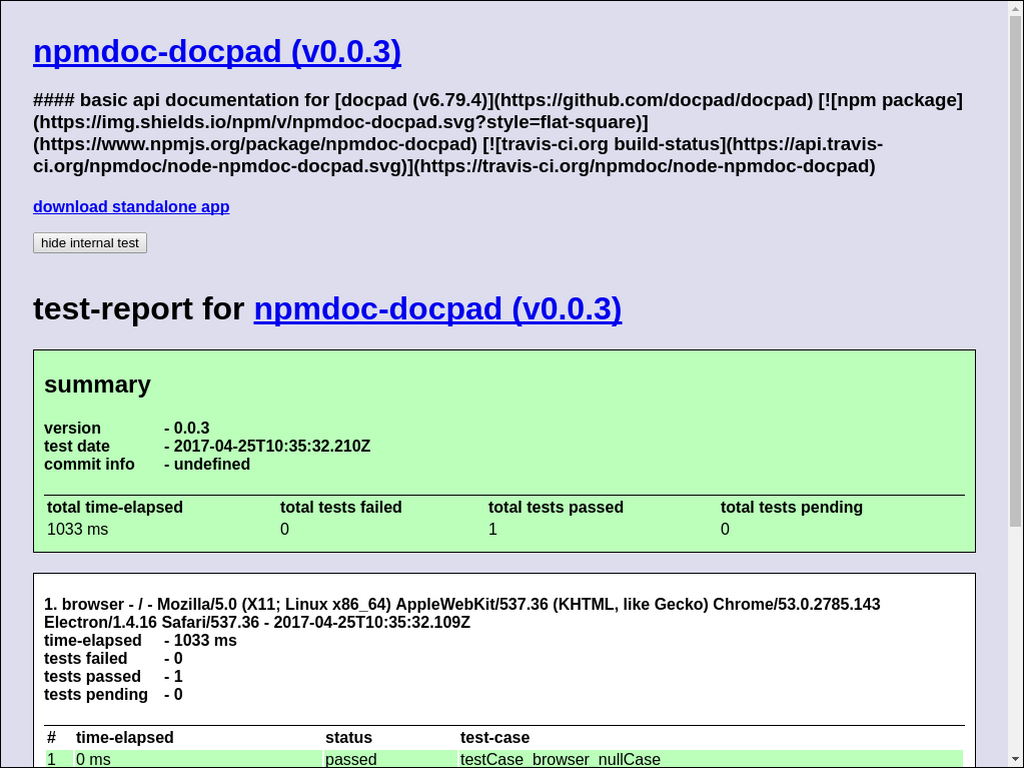 npmdoc-docpad (v0.0.3)
#### basic api documentation for [docpad (v6.79.4)](https://github.com/docpad/docpad) [![npm package]
(https://img.shields.io/npm/v/npmdoc-docpad.svg?style=flat-square)]
(https://www.npmjs.org/package/npmdoc-docpad) [![travis-ci.org build-status](https://api.travis-
ci.org/npmdoc/node-npmdoc-docpad.svg)](https://travis-ci.org/npmdoc/node-npmdoc-docpad)
download standalone app
hide internal test
test-report for npmdoc-docpad (v0.0.3)
summary
version - 0.0.3
test date - 2017-04-25T10:35:32.210Z
commit info - undefined
total time-elapsed total tests failed total tests passed total tests pending
1033 ms 0 1 0
1. browser - / - Mozilla/5.0 (X11; Linux x86_64) AppleWebKit/537.36 (KHTML, like Gecko) Chrome/53.0.2785.143
Electron/1.4.16 Safari/537.36 - 2017-04-25T10:35:32.109Z
time-elapsed - 1033 ms
tests failed - 0
tests passed - 1
tests pending - 0
# time-elapsed status test-case
1 0 ms passed testCase_browser_nullCase